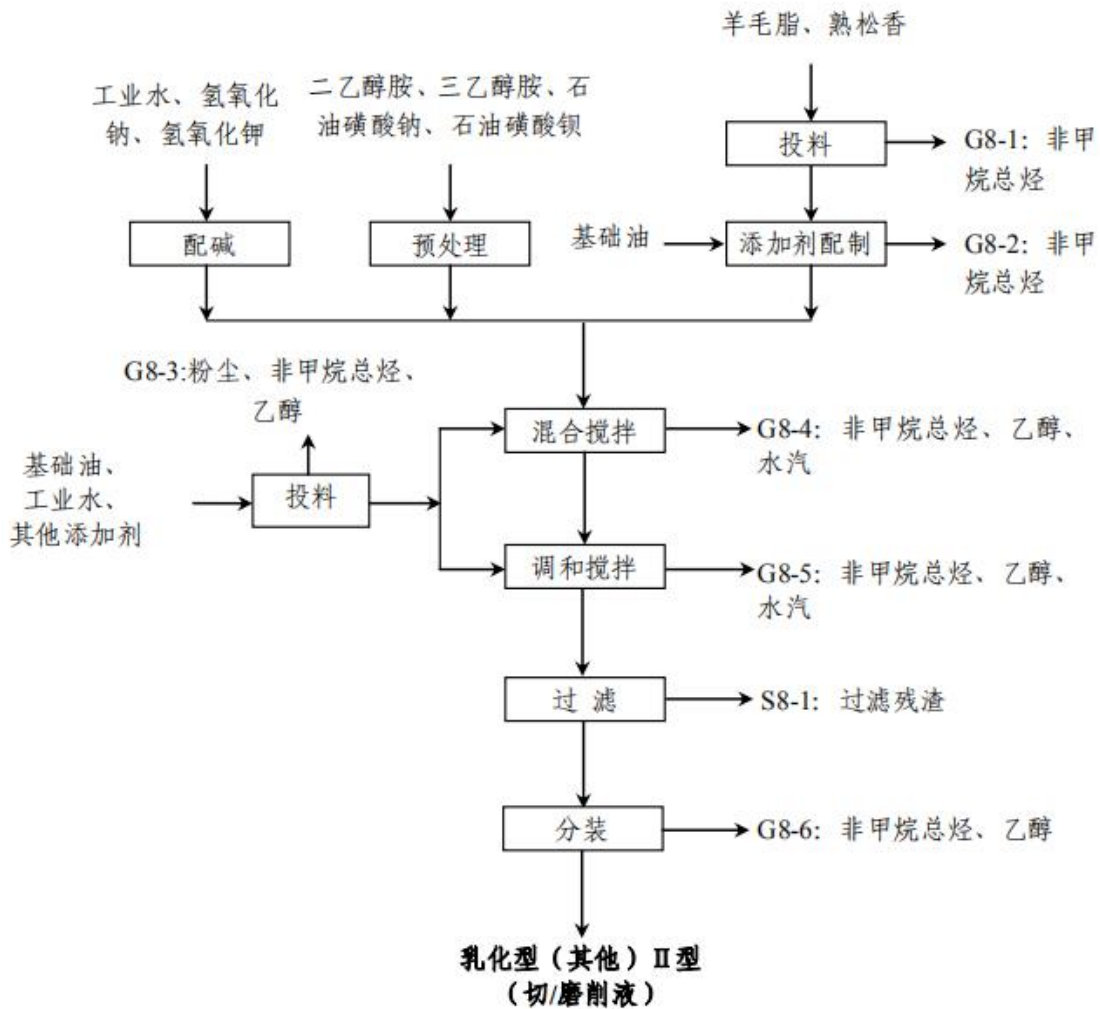 羊毛脂、熟松香
工业水、氢氧化
钠、氢氧化钾
二乙醇胺、三乙醇胺、石
油磺酸钠、石油磺酸钡
投料
G8-1: 非甲
烷总烃
配碱
预处理
基础油
添加剂配制
G8-2: 非甲
烷总烃
G8-3:粉尘、非甲烷总烃、
乙醇
混合搅拌
G8-4: 非甲烷总烃、乙醇、
水汽
基础油、
工业水、
其他添加剂
投料
调和搅拌
G8-5: 非甲烷总烃、乙醇、
水汽
过 滤
S8-1: 过滤残渣
分装
G8-6: 非甲烷总烃、乙醇
乳化型（其他）Ⅱ型
（切/磨削液）